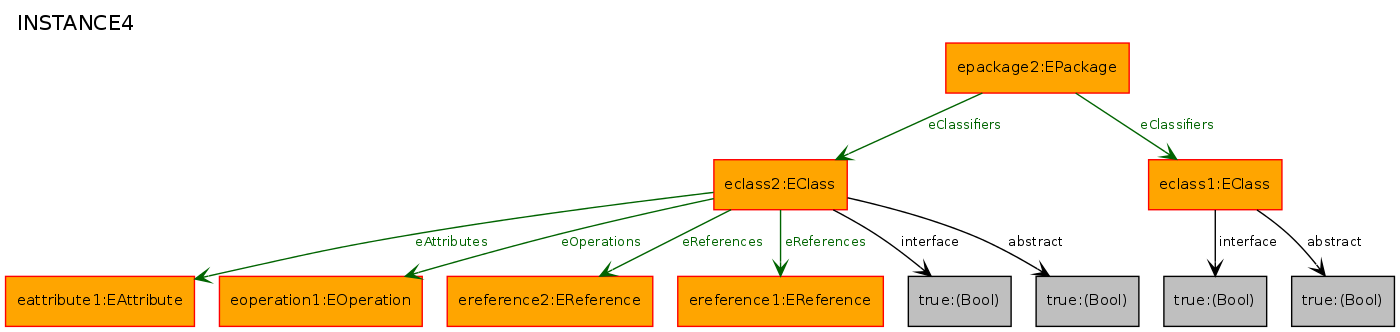 INSTANCE4
epackage2:EPackage
eClassifiers
eClassifiers
eclass2:EClass
eclass1:EClass
eAttributes
eOperations
eReferences
eReferences
interface
abstract
interface
abstract
eattribute1:EAttribute
eoperation1:EOperation
ereference2:EReference
ereference1:EReference
true:(Bool)
true:(Bool)
true:(Bool)
true:(Bool)